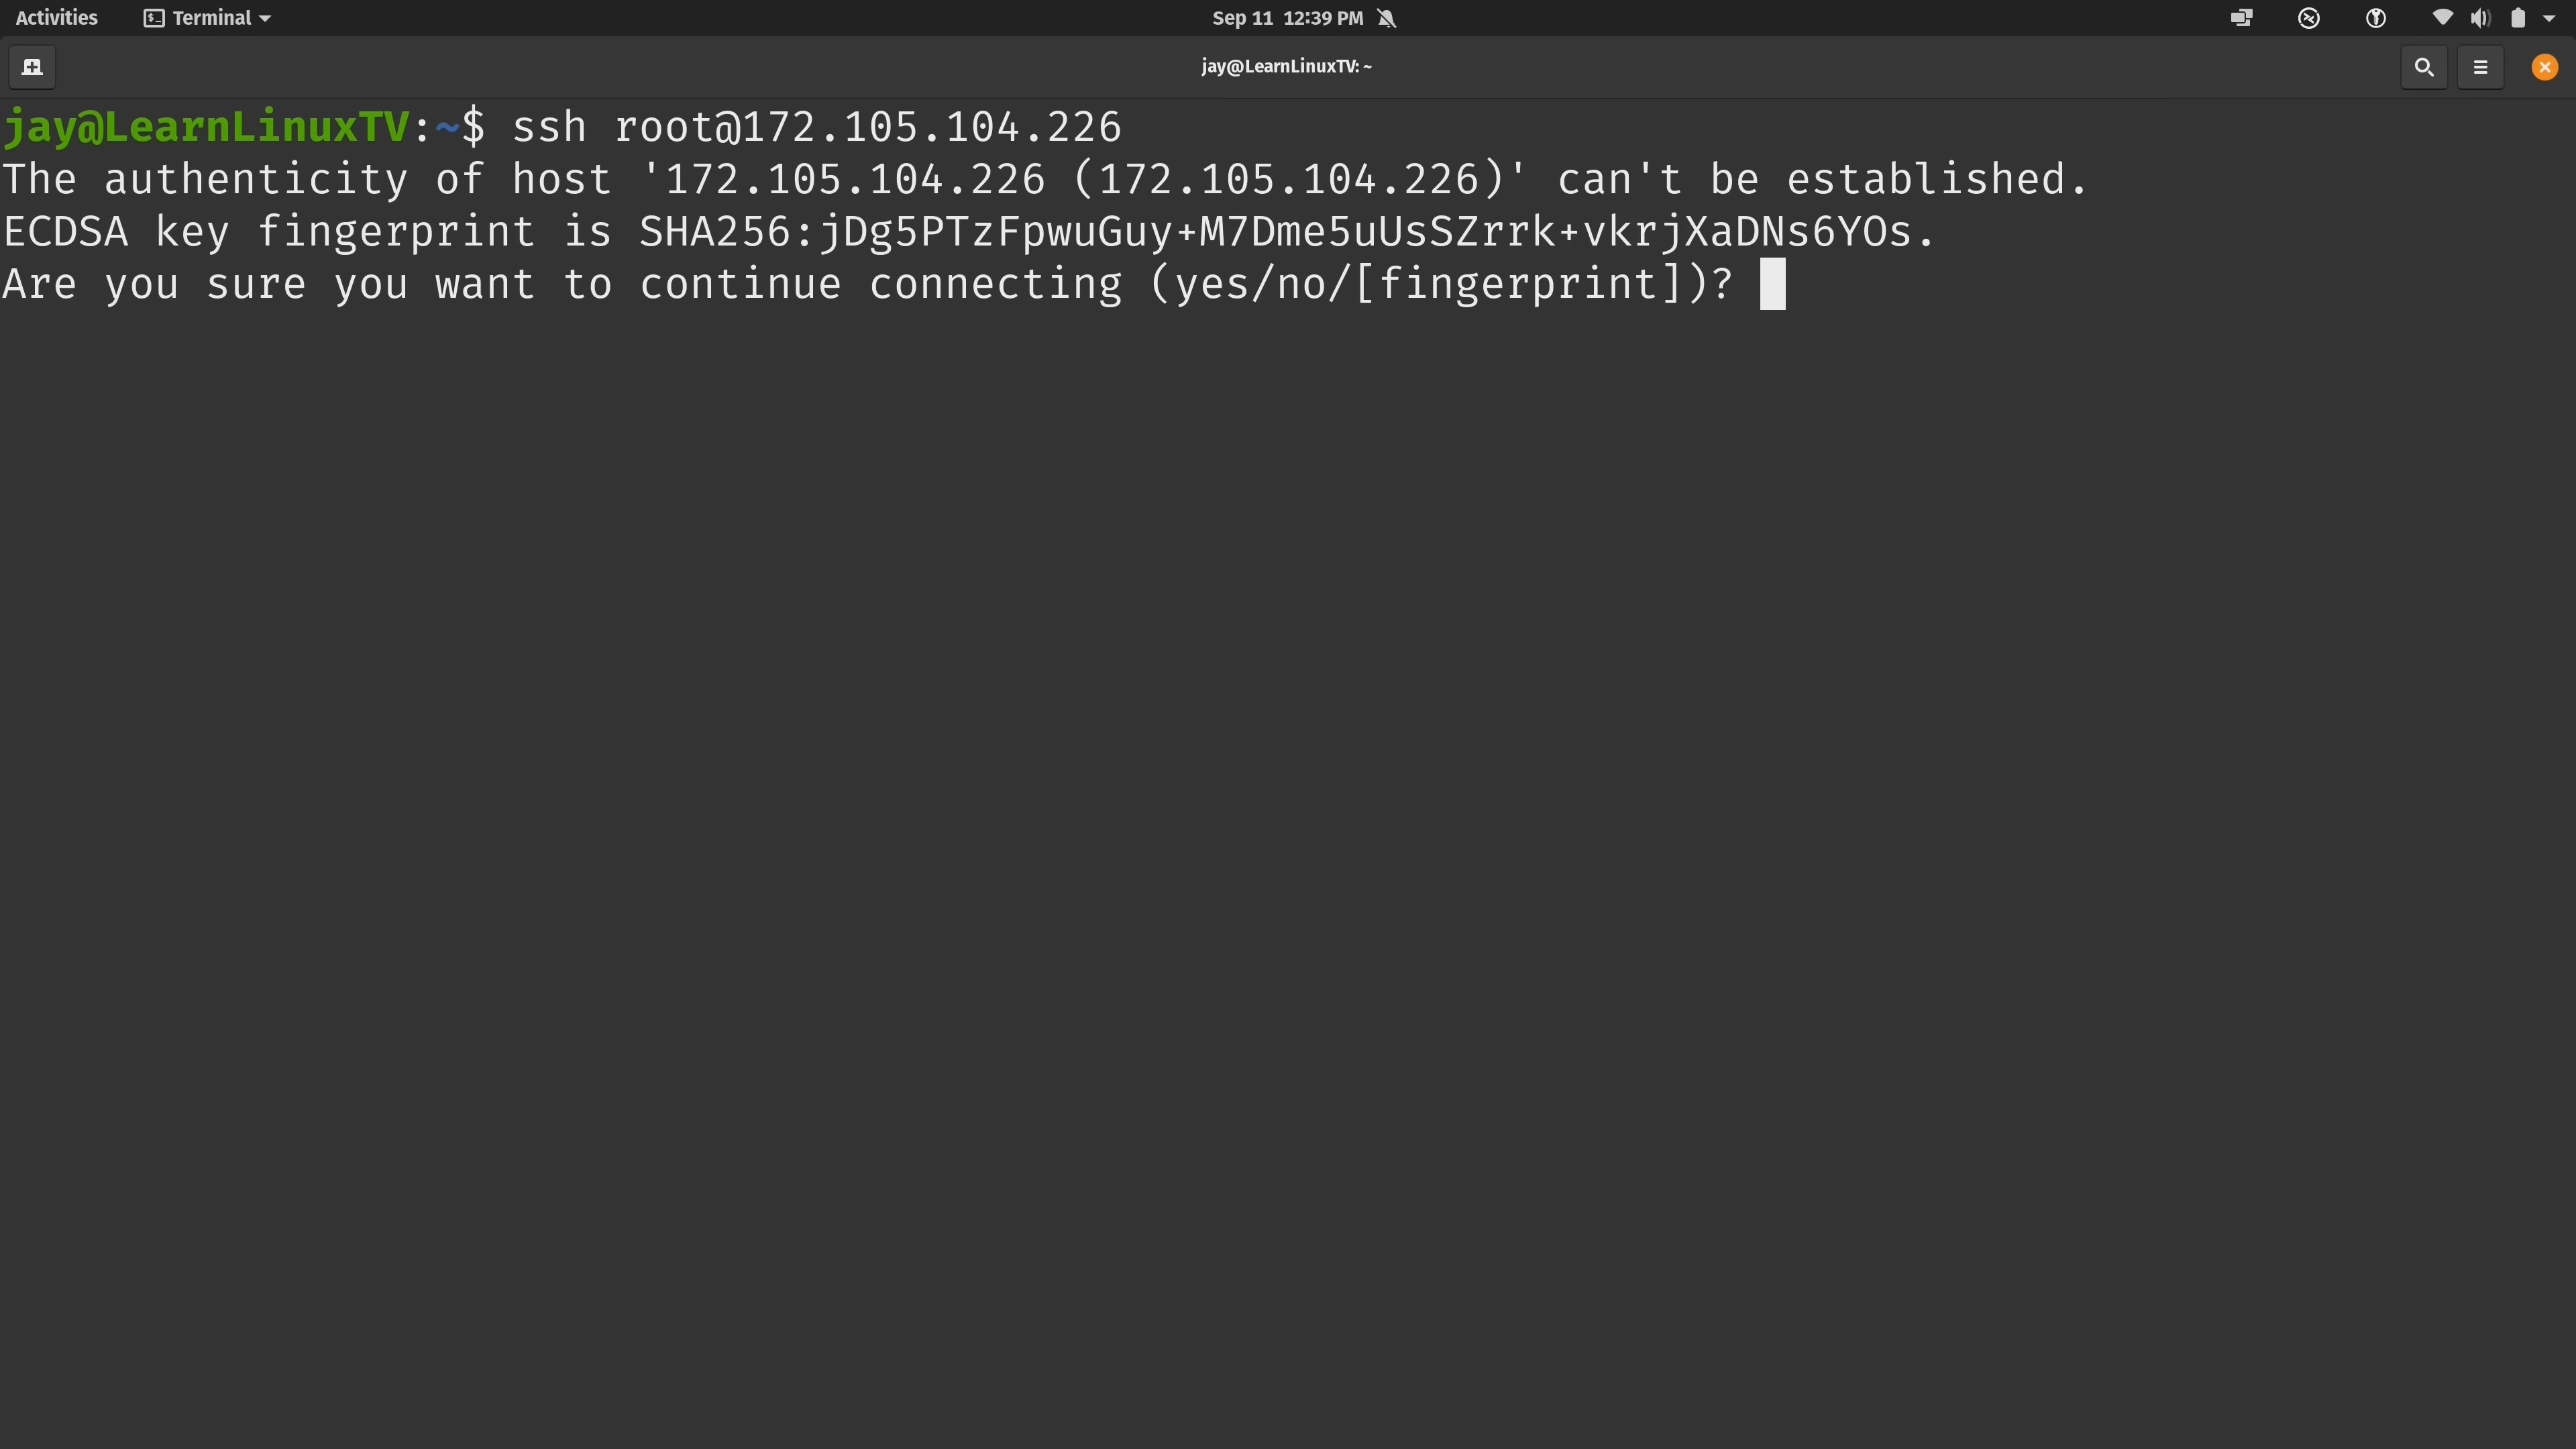 Activities Terminal Sep 11 12:39 PM
jay@LearnLinuxTV: ~
jay@LearnLinuxTV:~$ ssh root@172.105.104.226
The authenticity of host '172.105.104.226 (172.105.104.226)' can't be established.
ECDSA key fingerprint is SHA256:jDg5PTzFpwuGuy+M7Dme5uUsSZrrk+vkrjXaDNs6YOs.
Are you sure you want to continue connecting (yes/no/[fingerprint])?